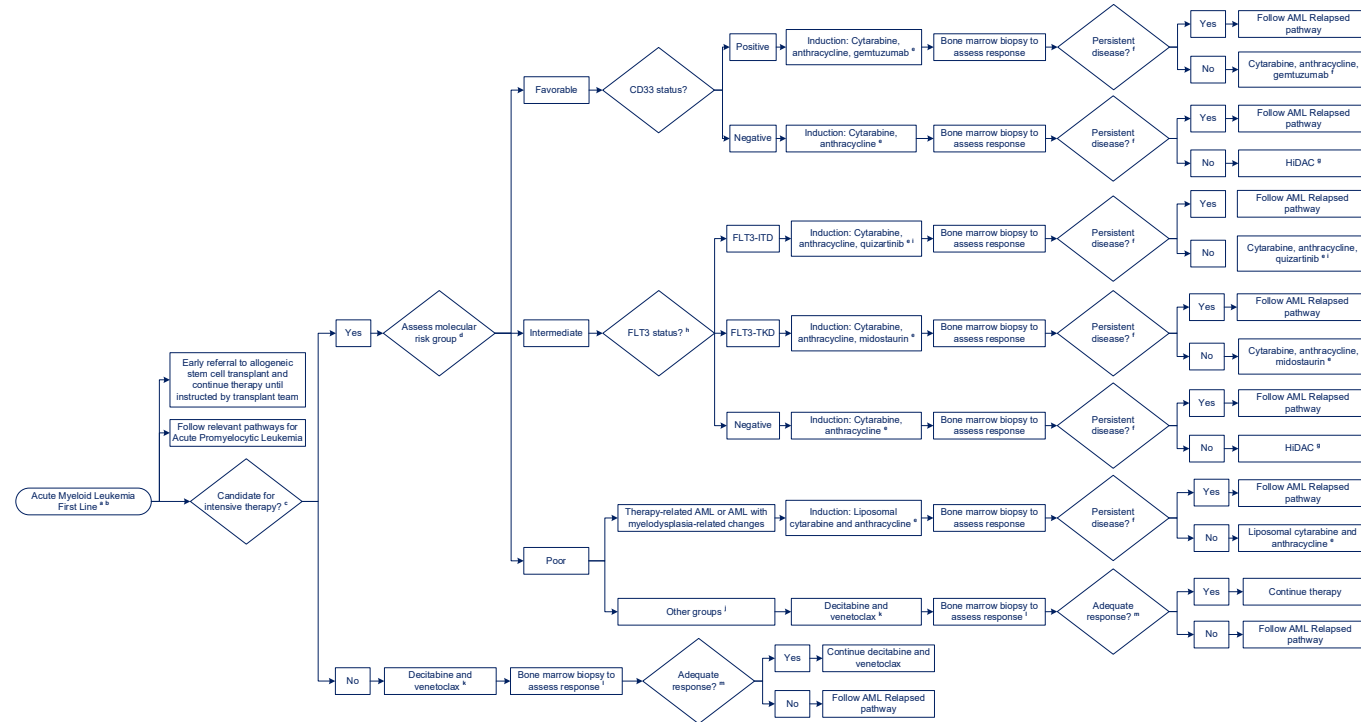 Acute Myeloid Leukemia
First Line ᵃ ᵇ
Early referral to allogeneic
stem cell transplant and
continue therapy until
instructed by transplant team
Follow relevant pathways for
Acute Promyelocytic Leukemia
Candidate for
intensive therapy? ᶜ
Yes
Assess molecular
risk group ᵈ
Favorable
CD33 status?
Positive
Induction: Cytarabine,
anthracycline, gemtuzumab ᵉ
Bone marrow biopsy to
assess response
Persistent
disease? ᶠ
Yes
Follow AML Relapsed
pathway
No
Cytarabine, anthracycline,
gemtuzumab ᶠ
Negative
Induction: Cytarabine,
anthracycline ᵉ
Bone marrow biopsy to
assess response
Persistent
disease? ᶠ
Yes
Follow AML Relapsed
pathway
No
HiDAC ᵍ
Intermediate
FLT3 status? ʰ
FLT3-ITD
Induction: Cytarabine,
anthracycline, quizartinib ᵉ ⁱ
Bone marrow biopsy to
assess response
Persistent
disease? ᶠ
Yes
Follow AML Relapsed
pathway
No
Cytarabine, anthracycline,
quizartinib ᵉ ⁱ
FLT3-TKD
Induction: Cytarabine,
anthracycline, midostaurin ᵉ
Bone marrow biopsy to
assess response
Persistent
disease? ᶠ
Yes
Follow AML Relapsed
pathway
No
Cytarabine, anthracycline,
midostaurin ᵉ
Negative
Induction: Cytarabine,
anthracycline ᵉ
Bone marrow biopsy to
assess response
Persistent
disease? ᶠ
Yes
Follow AML Relapsed
pathway
No
HiDAC ᵍ
Poor
Therapy-related AML or AML with
myelodysplasia-related changes
Induction: Liposomal
cytarabine and anthracycline ᵉ
Bone marrow biopsy to
assess response
Persistent
disease? ᶠ
Yes
Follow AML Relapsed
pathway
No
Liposomal cytarabine and
anthracycline ᵉ
Other groups ʲ
Decitabine and
venetoclax ᵏ
Bone marrow biopsy to
assess response ˡ
Adequate
response? ᵐ
Yes
Continue therapy
No
Follow AML Relapsed
pathway
No
Decitabine and
venetoclax ᵏ
Bone marrow biopsy to
assess response ˡ
Adequate
response? ᵐ
Yes
Continue decitabine and
venetoclax
No
Follow AML Relapsed
pathway